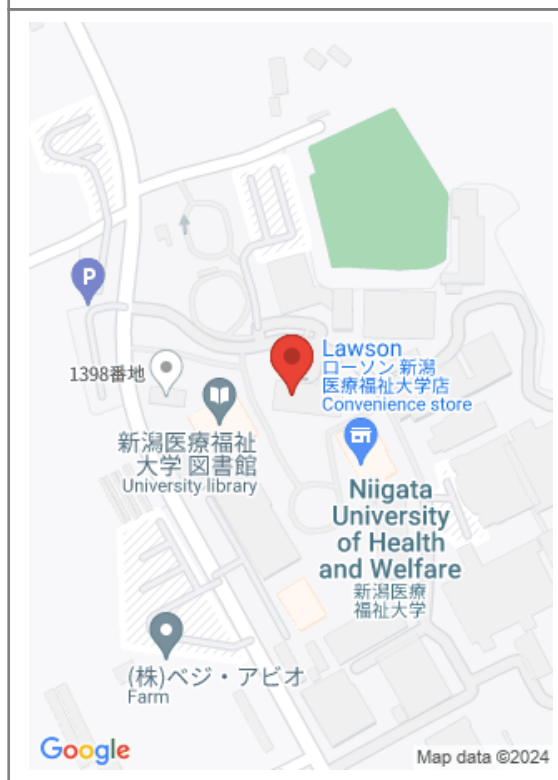 P
Lawson
ローソン 新潟
医療福祉大学店
Convenience store
1398番地
新潟医療福祉
大学 図書館
University library
Niigata
University
of Health
and Welfare
新潟医療
福祉大学
(株)ベジ・アビオ
Farm
Google
Map data ©2024